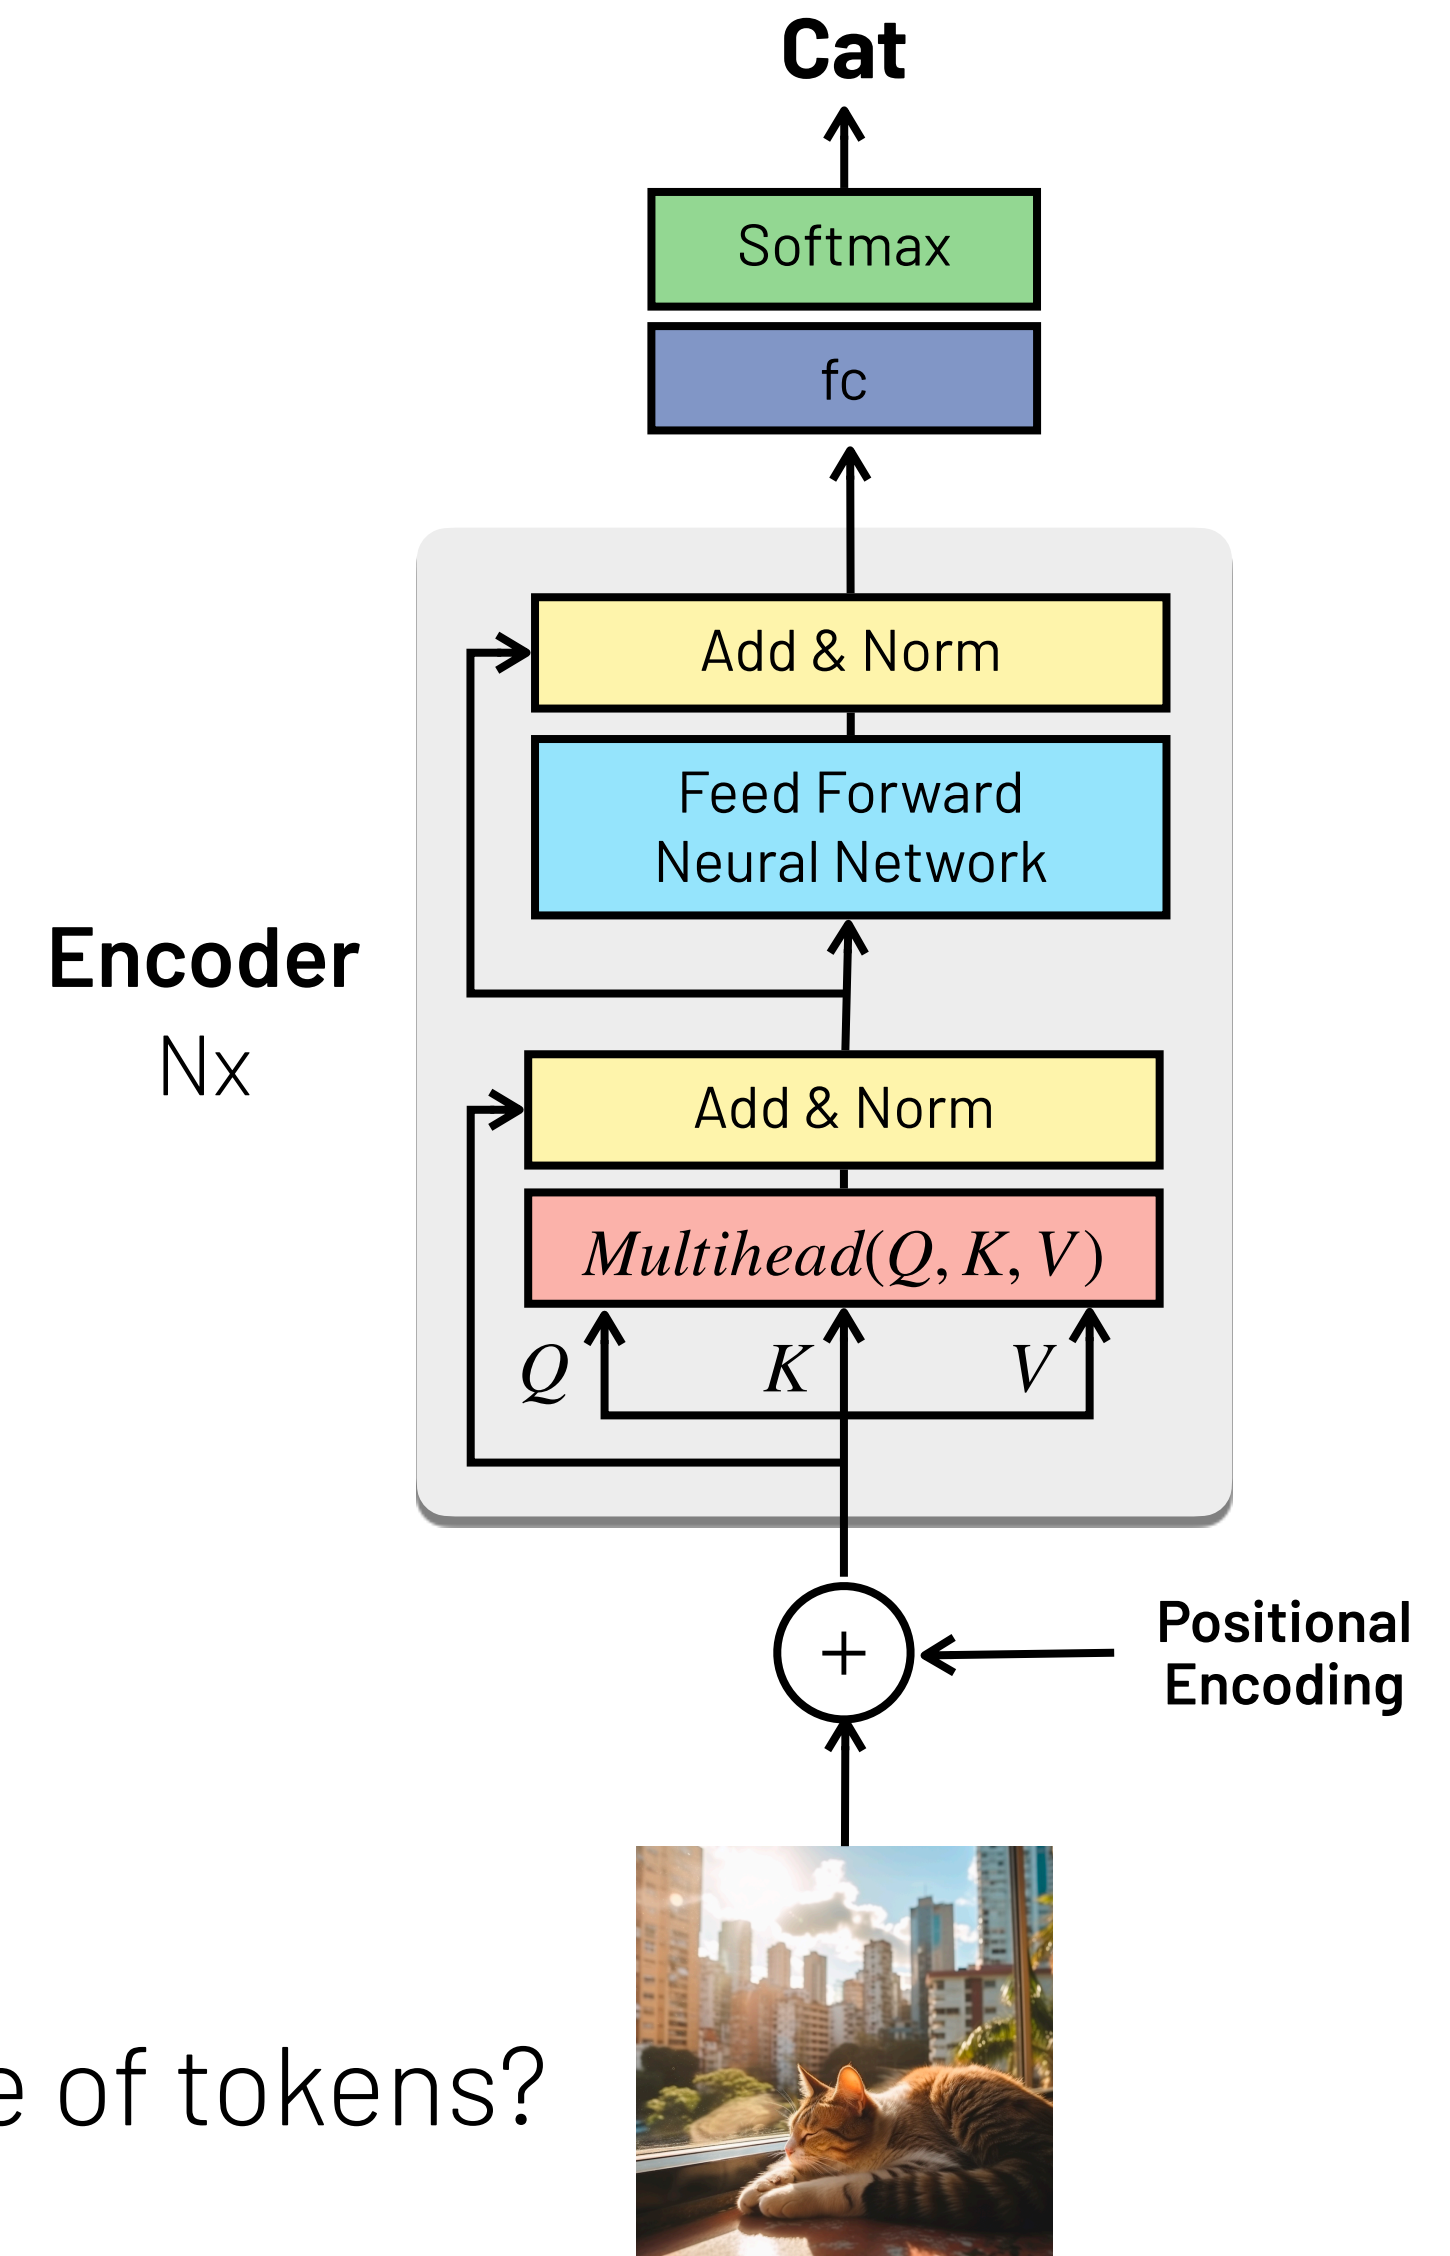 Cat
Softmax
fc
Add & Norm
Feed Forward
Neural Network
Encoder
Nx
Add & Norm
Multihead(Q, K, V)
Q K V
Positional
Encoding
+
e of tokens?